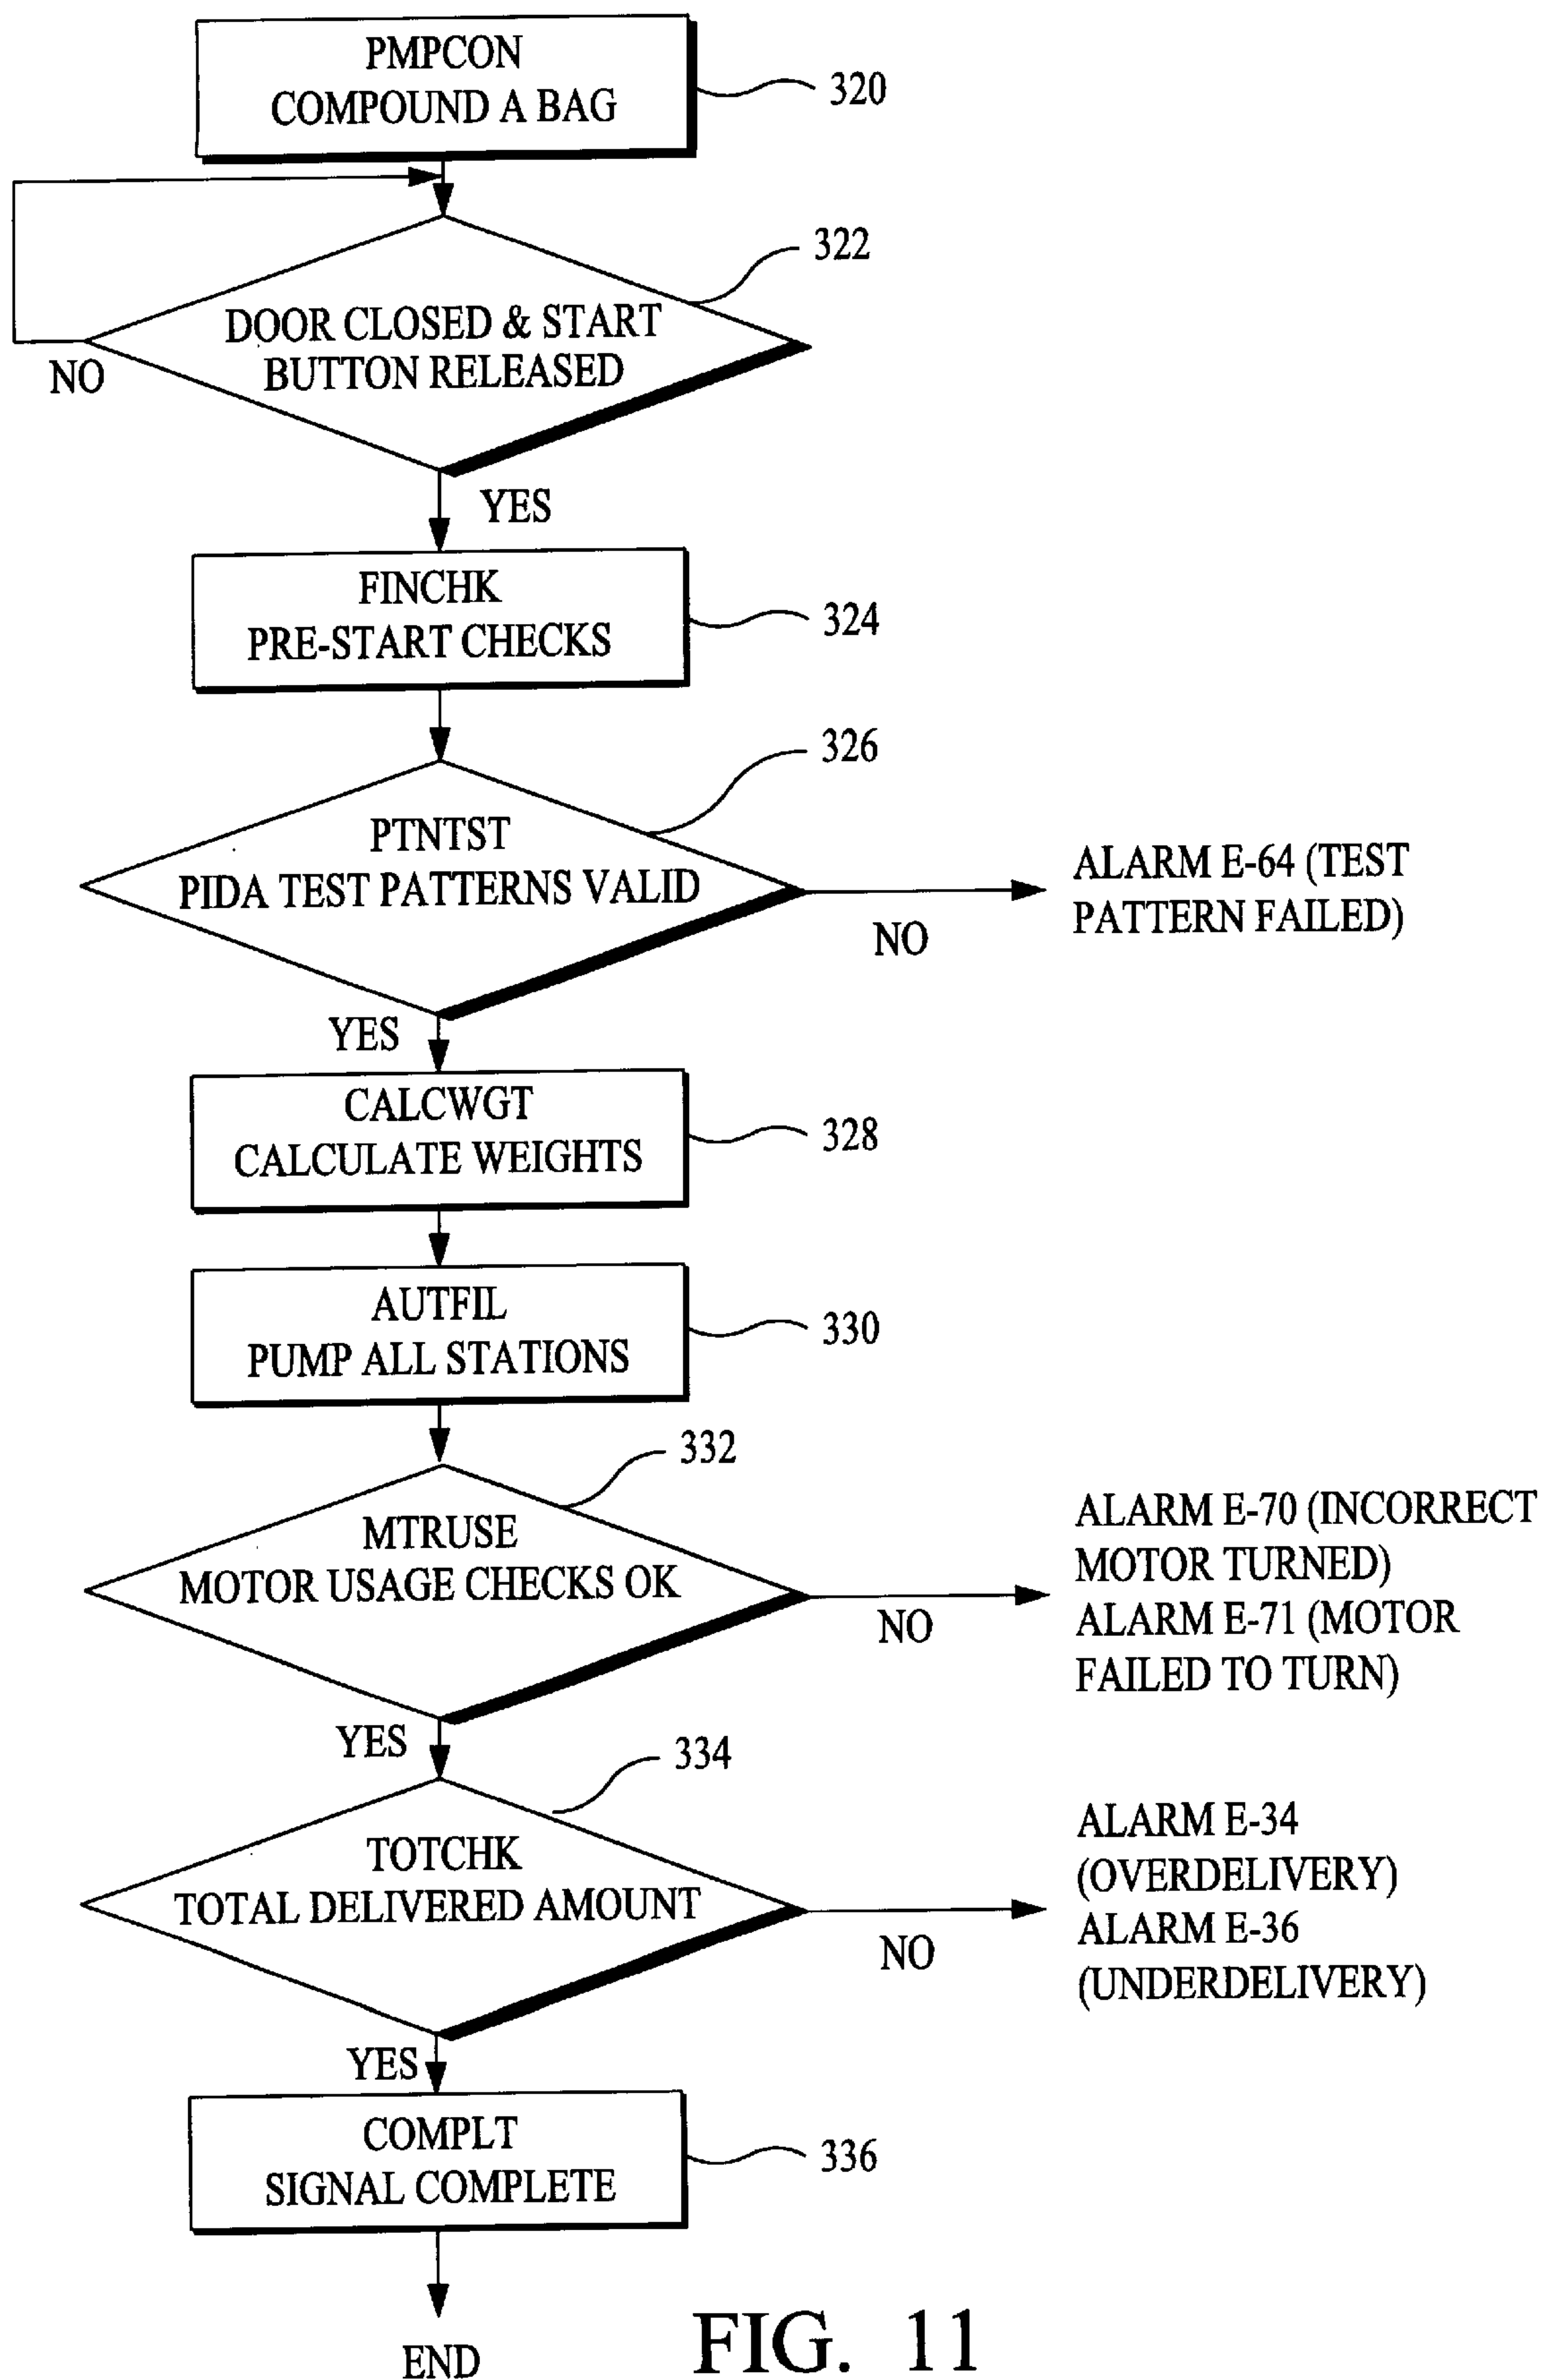 PMPCON
COMPOUND A BAG
320
322
DOOR CLOSED & START
BUTTON RELEASED
NO
YES
FINCHK
PRE-START CHECKS
324
326
PTNTST
PIDA TEST PATTERNS VALID
NO
ALARM E-64 (TEST
PATTERN FAILED)
YES
CALCWGT
CALCULATE WEIGHTS
328
AUTFIL
PUMP ALL STATIONS
330
332
MTRUSE
MOTOR USAGE CHECKS OK
NO
ALARM E-70 (INCORRECT
MOTOR TURNED)
ALARM E-71 (MOTOR
FAILED TO TURN)
YES
334
TOTCHK
TOTAL DELIVERED AMOUNT
NO
ALARM E-34
(OVERDELIVERY)
ALARM E-36
(UNDERDELIVERY)
YES
COMPLT
SIGNAL COMPLETE
336
END
FIG. 11